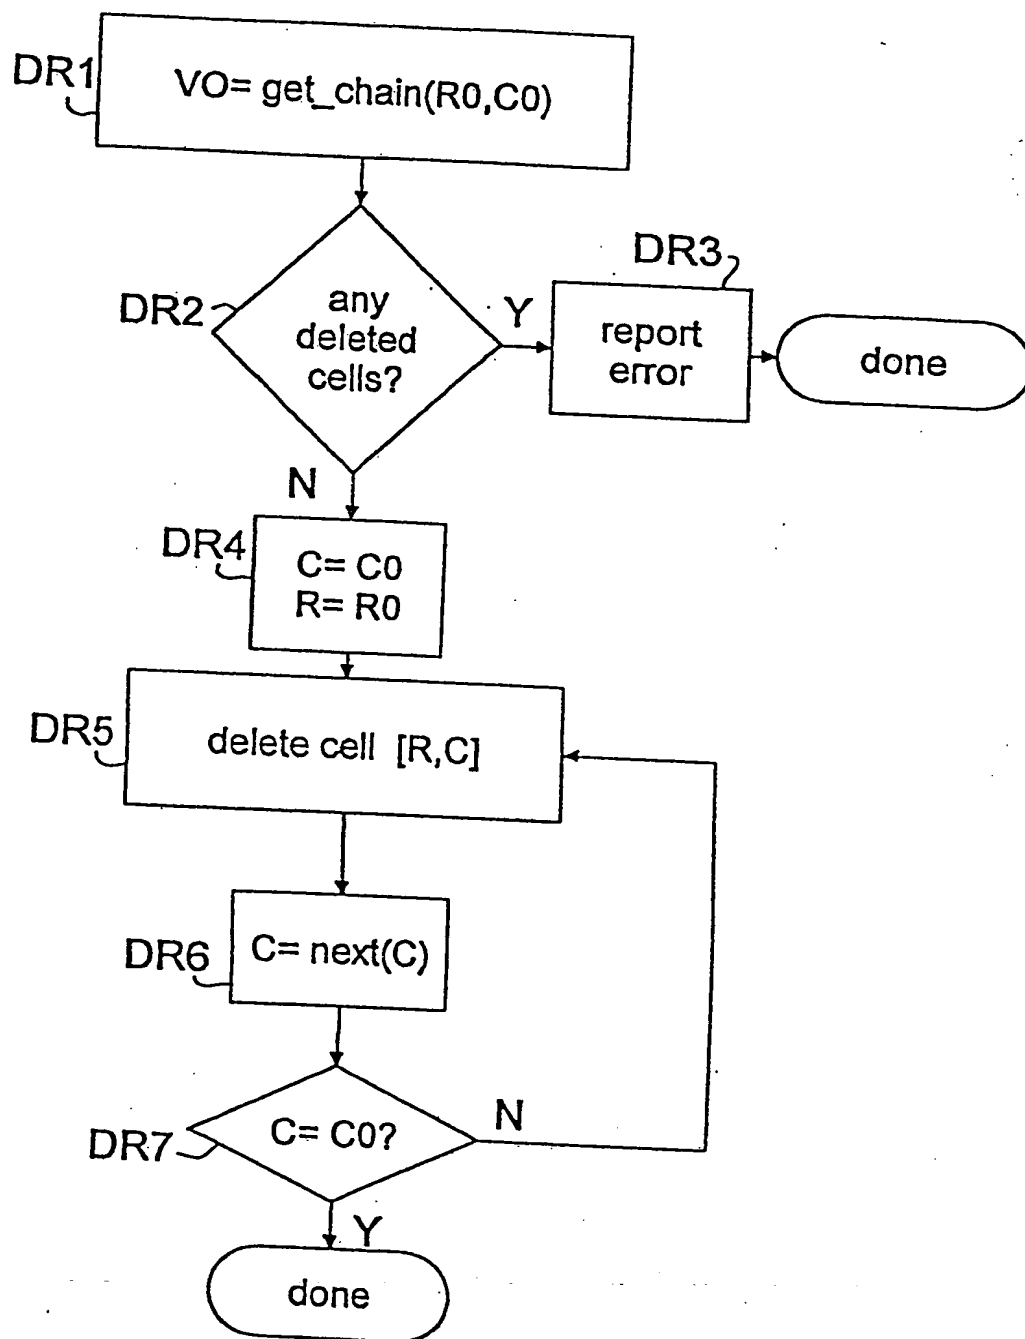 DR1
VO= get_chain(R0,C0)
DR2
any
deleted
cells?
Y
DR3
report
error
done
N
DR4
C= C0
R= R0
DR5
delete cell [R,C]
DR6
C= next(C)
DR7
C= C0?
N
Y
done